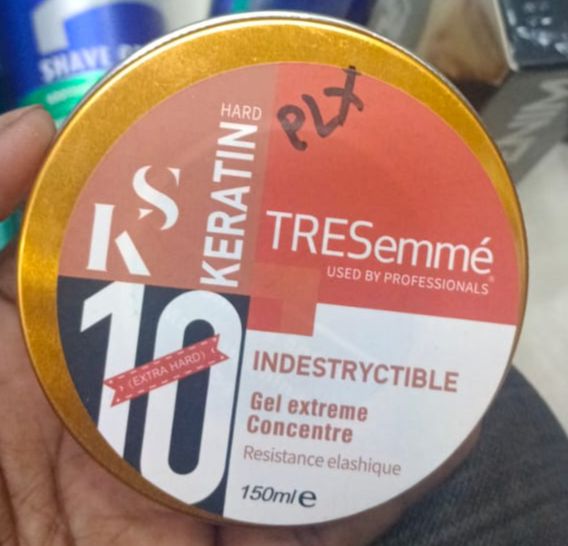 SHAVE
HARD
KERATIN
PLX
KS
TRESemmé
USED BY PROFESSIONALS
10
(EXTRA HARD)
INDESTRYCTIBLE
Gel extreme
Concentre
Resistance elashique
150ml e